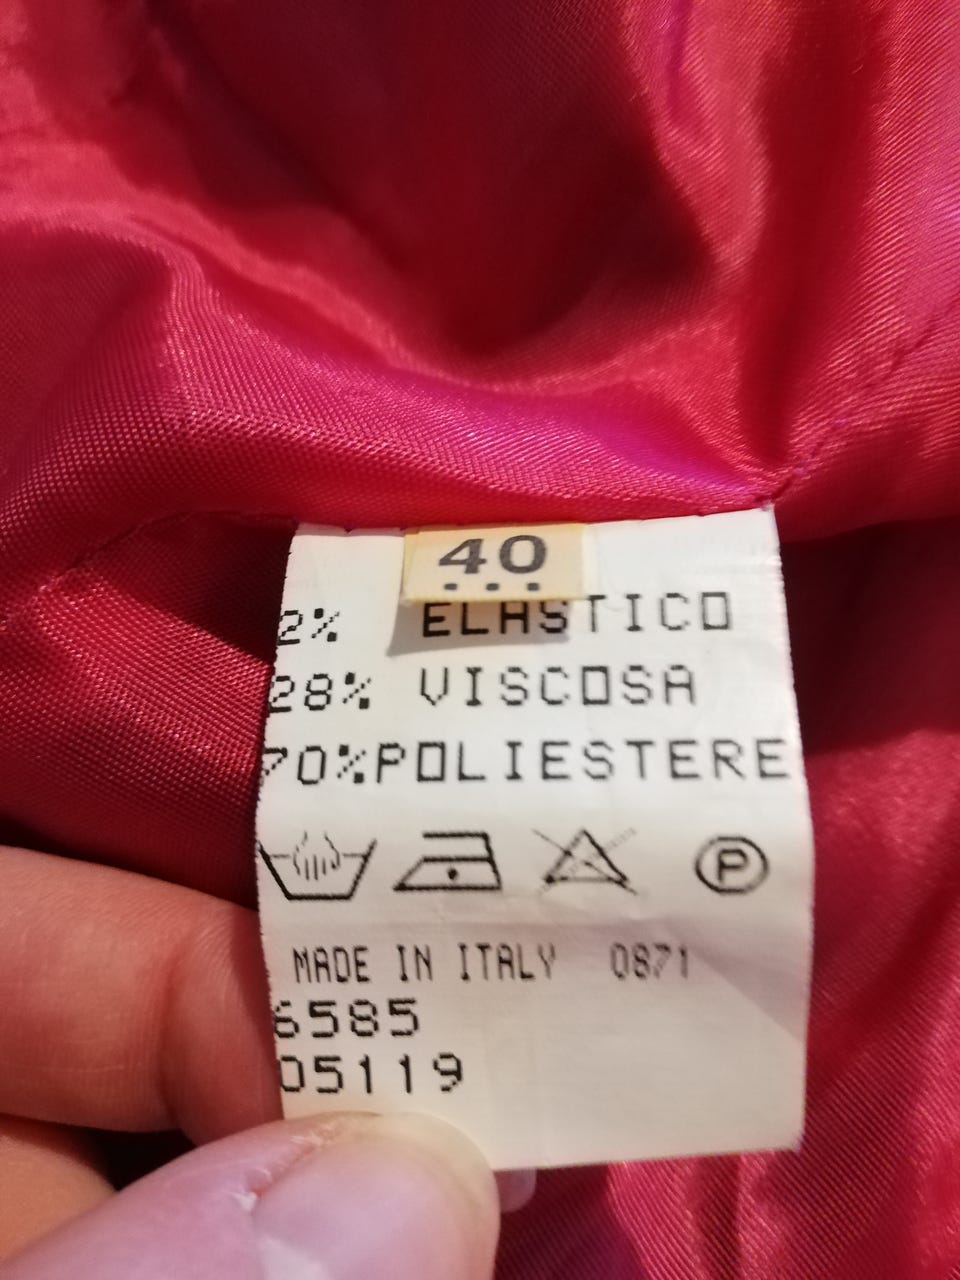 40
2% ELASTICO
28% VISCOSA
70%POLIESTERE
P
MADE IN ITALY 0871
6585
05119